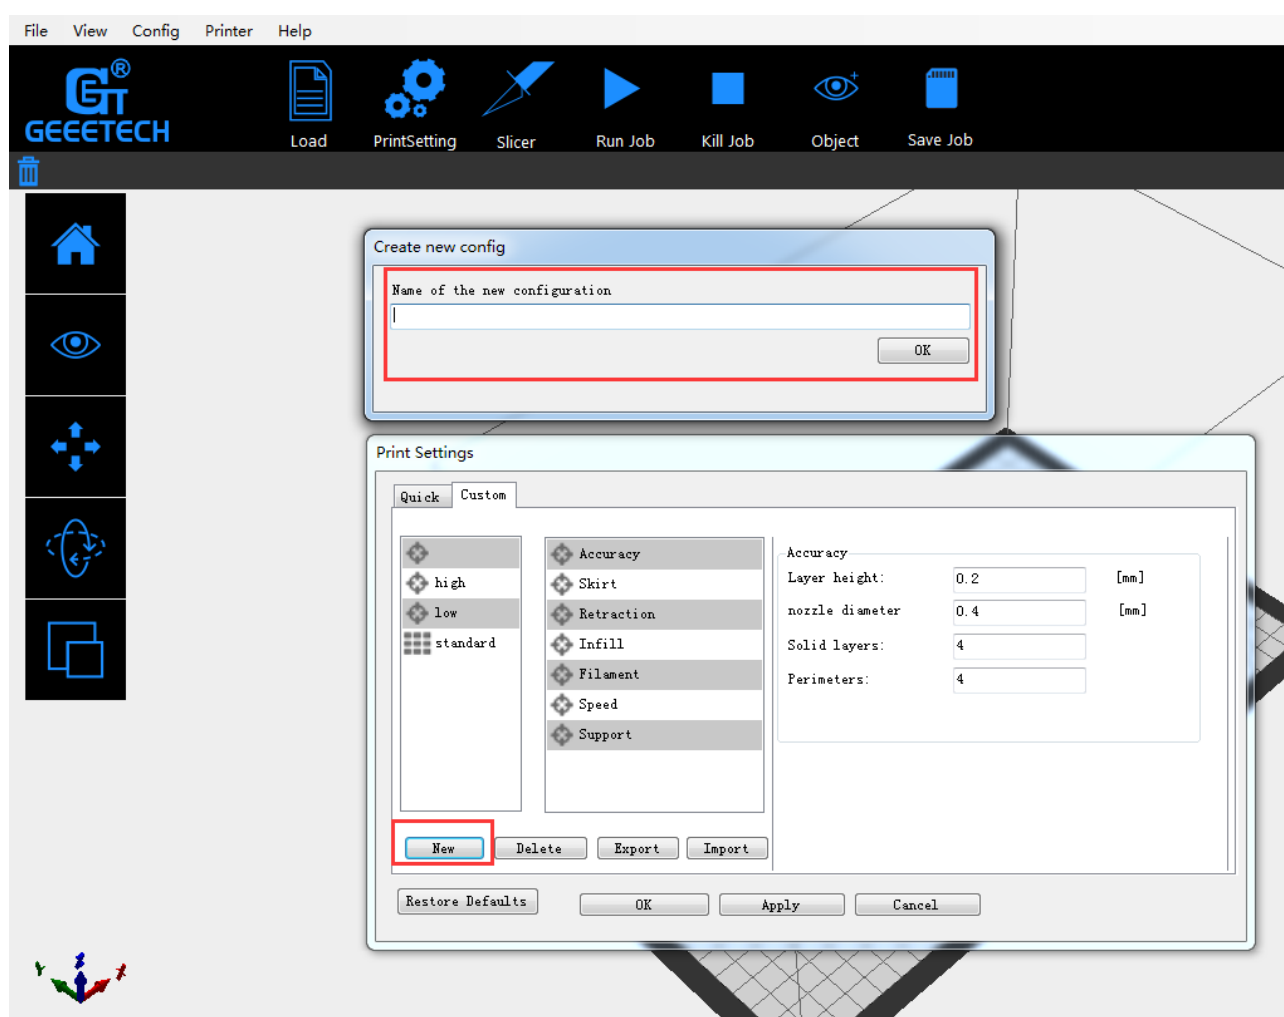 File View Config Printer Help
GEEETECH
Load PrintSetting Slicer Run Job Kill Job Object Save Job
Create new config
Name of the new configuration
OK
Print Settings
Quick Custom
high
low
standard
Accuracy
Skirt
Retraction
Infill
Filament
Speed
Support
Accuracy
Layer height: 0.2 [mm]
nozzle diameter 0.4 [mm]
Solid layers: 4
Perimeters: 4
New Delete Export Import
Restore Defaults OK Apply Cancel
Y Z X